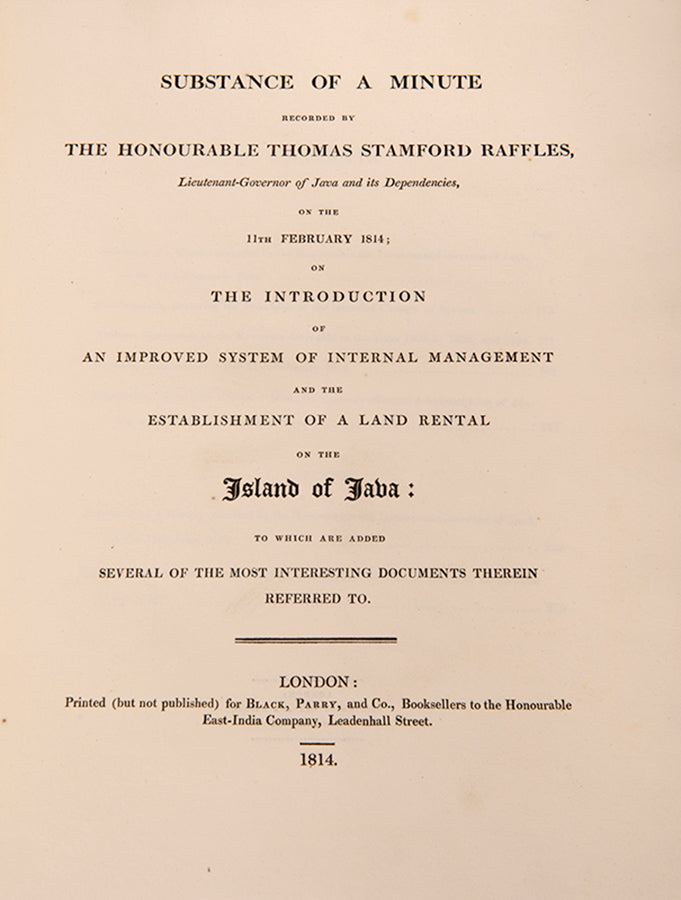 SUBSTANCE OF A MINUTE
RECORDED BY
THE HONOURABLE THOMAS STAMFORD RAFFLES,
Lieutenant-Governor of Java and its Dependencies,
ON THE
11TH FEBRUARY 1814;
ON
THE INTRODUCTION
OF
AN IMPROVED SYSTEM OF INTERNAL MANAGEMENT
AND THE
ESTABLISHMENT OF A LAND RENTAL
ON THE
Island of Java:
TO WHICH ARE ADDED
SEVERAL OF THE MOST INTERESTING DOCUMENTS THEREIN
REFERRED TO.
LONDON:
Printed (but not published) for BLACK, PARRY, and Co., Booksellers to the Honourable
East-India Company, Leadenhall Street.
1814.